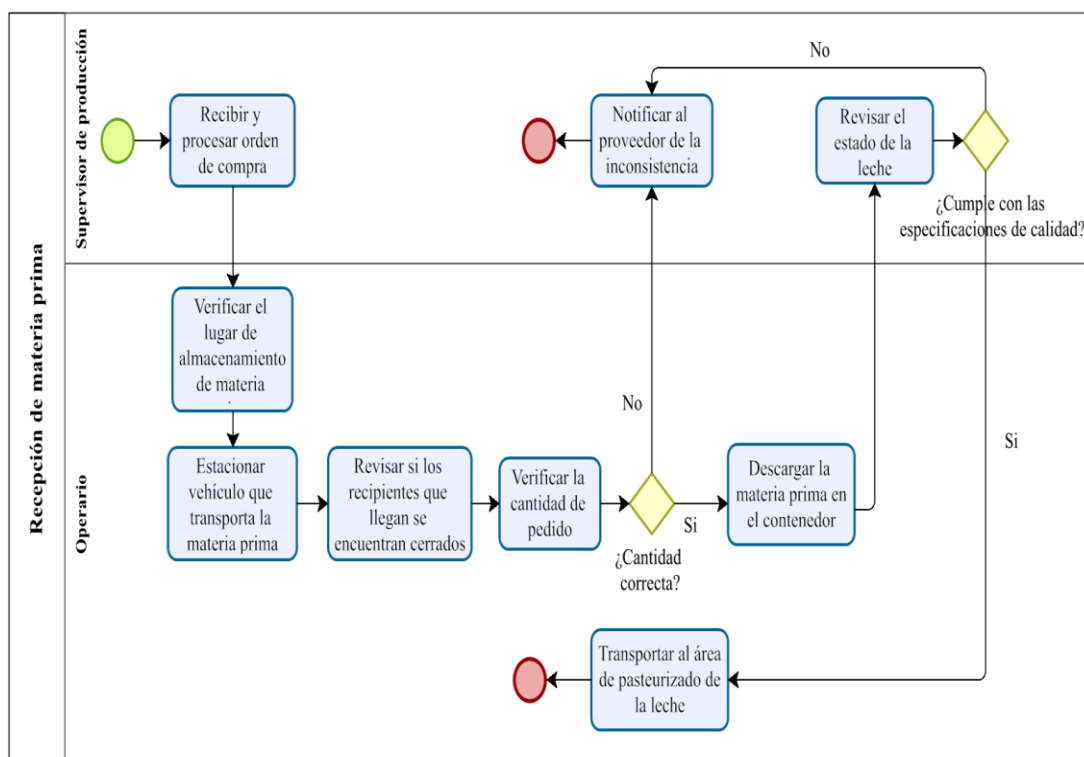 Recepción de materia prima
Supervisor de producción
Recibir y
procesar orden
de compra
Notificar al
proveedor de la
inconsistencia
No
Revisar el
estado de la
leche
¿Cumple con las
especificaciones de calidad?
Operario
Verificar el
lugar de
almacenamiento
de materia
Estacionar
vehículo que
transporta la
materia prima
Revisar si los
recipientes que
llegan se
encuentran cerrados
Verificar la
cantidad de
pedido
No
Si
¿Cantidad
correcta?
Descargar la
materia prima en
el contenedor
Si
Transportar al área
de pasteurizado de
la leche